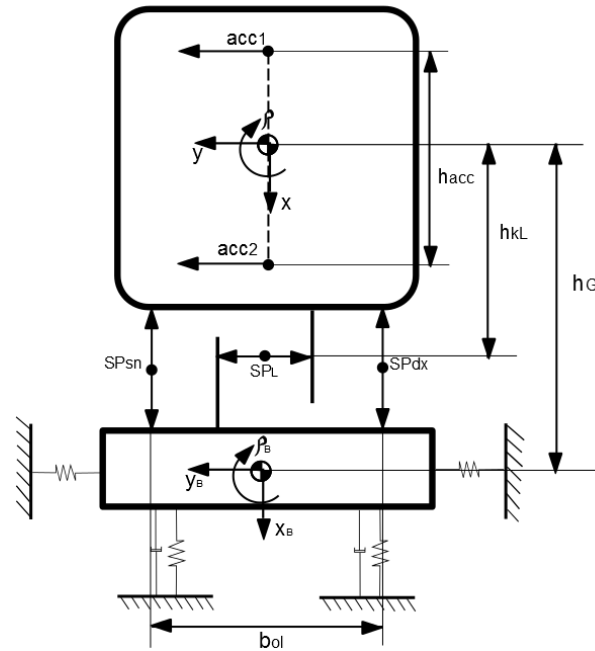 acc1
ρ
y
x
hacc
hkL
hG
acc2
SPsn
SPL
SPdx
ρB
yB
xB
bol